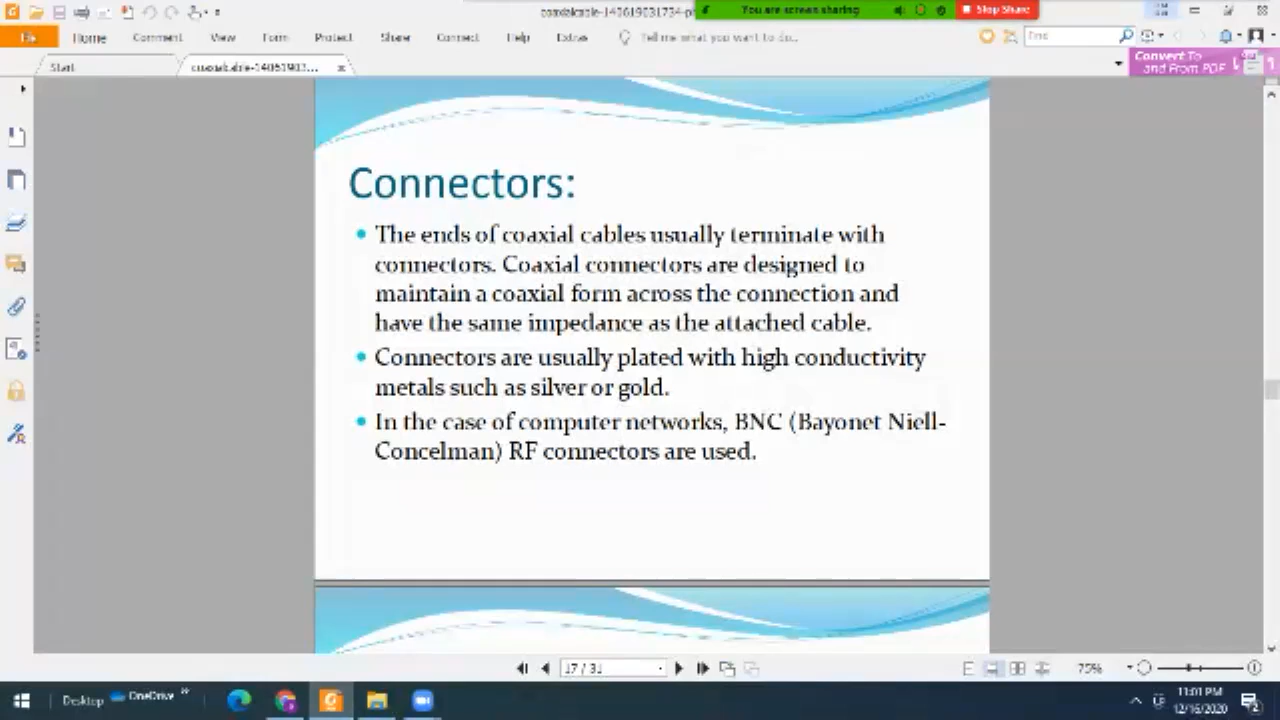 You are screen sharing
Stop Share
Home Comment View Form Protect Share Connect Help Extras Tell me what you want to do..
Find
Start
Convert To
and From PDF
Connectors:
The ends of coaxial cables usually terminate with
connectors. Coaxial connectors are designed to
maintain a coaxial form across the connection and
have the same impedance as the attached cable.
Connectors are usually plated with high conductivity
metals such as silver or gold.
In the case of computer networks, BNC (Bayonet Niell-
Concelman) RF connectors are used.
17 / 31
75%
Desktop OneDrive
11:01 PM
12/16/2020